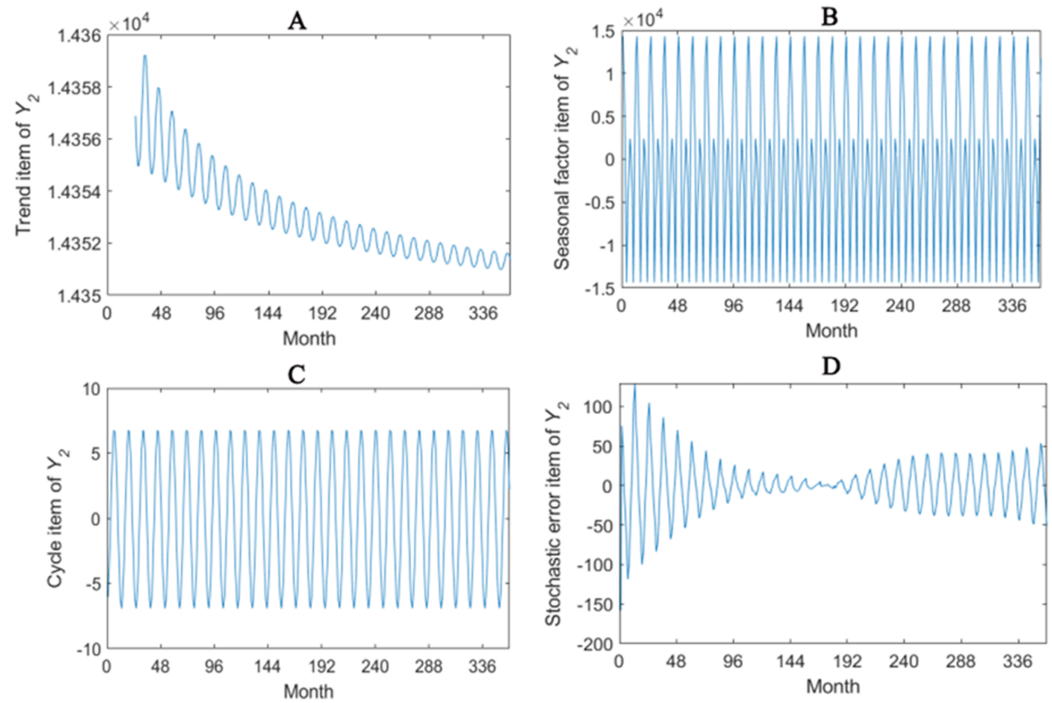 A
×10⁴
1.436
1.4358
1.4356
1.4354
1.4352
1.435
Trend item of Y₂
0 48 96 144 192 240 288 336
Month
B
×10⁴
1.5
1
0.5
0
-0.5
-1
-1.5
Seasonal factor item of Y₂
0 48 96 144 192 240 288 336
Month
C
10
5
0
-5
-10
Cycle item of Y₂
0 48 96 144 192 240 288 336
Month
D
100
50
0
-50
-100
-150
-200
Stochastic error item of Y₂
0 48 96 144 192 240 288 336
Month